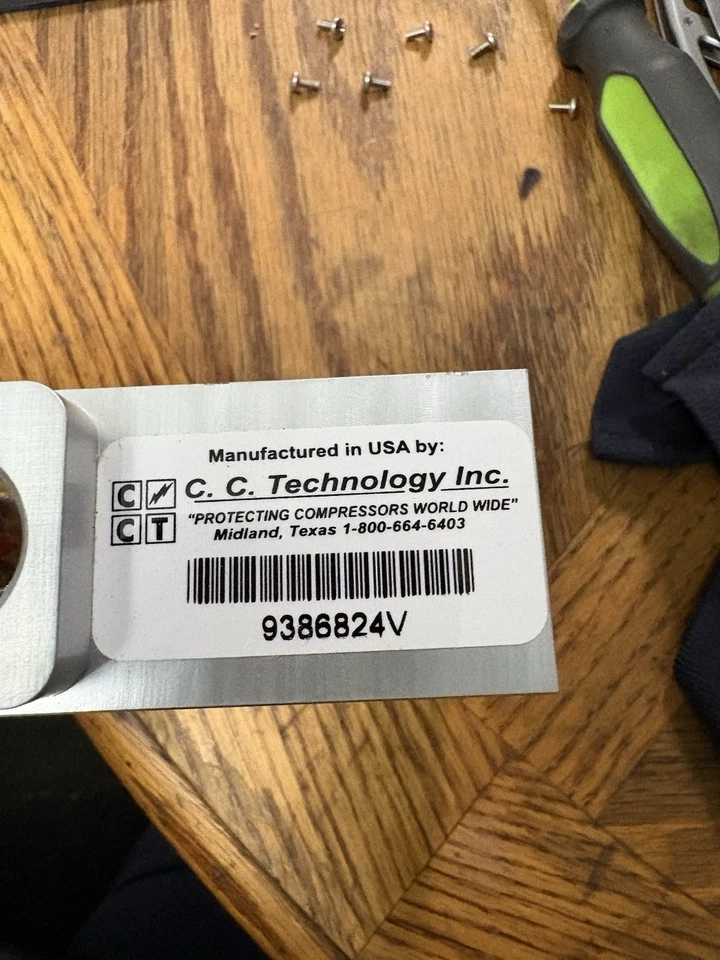 Manufactured in USA by:
C C T
C. C. Technology Inc.
"PROTECTING COMPRESSORS WORLD WIDE"
Midland, Texas 1-800-664-6403
9386824V